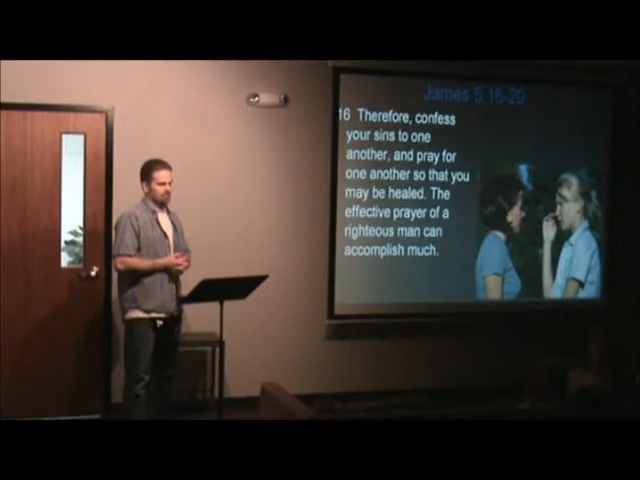 James 5:16-20
16 Therefore, confess
your sins to one
another, and pray for
one another so that you
may be healed. The
effective prayer of a
righteous man can
accomplish much.